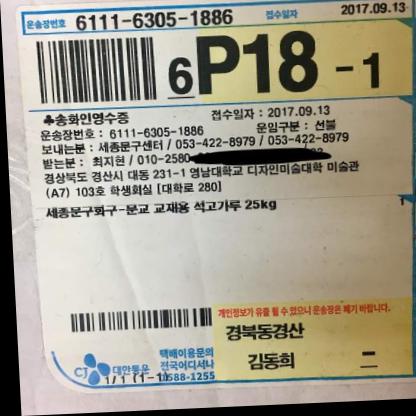 운송장번호 6111-6305-1886 접수일자 2017.09.13
6P18-1
♣송화인영수증 접수일자 : 2017.09.13
운송장번호 : 6111-6305-1886 운임구분 : 선불
보내는분 : 세종문구센타 / 053-422-8979 / 053-422-8979
받는분 : 최지현 / 010-2580-
경상북도 경산시 대동 231-1 영남대학교 디자인미술대학 미술관
(A7) 103호 학생회실 [대학로 280]
세종문구화구-문교 교재용 석고가루 25kg 1
개인정보가 유출 될 수 있으니 운송장은 폐기 바랍니다.
경북동경산
김동희
CJ 대한통운
택배이용문의
전국어디서나
1588-1255
1/1 (1-1)